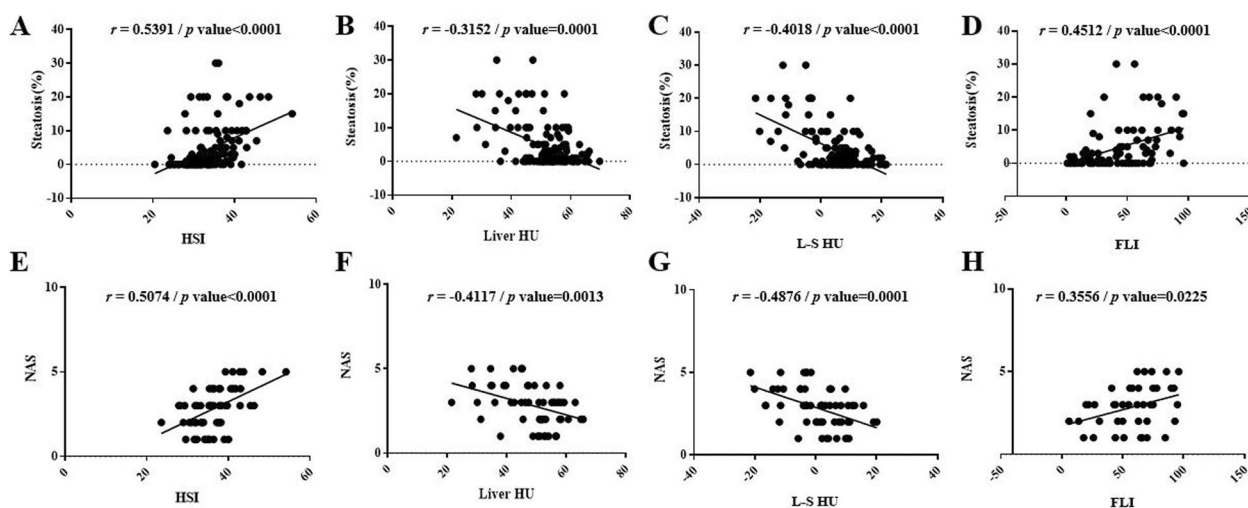 A
r = 0.5391 / p value<0.0001
Steatosis(%)
40
30
20
10
0
-10
0
20
40
60
HSI
B
r = -0.3152 / p value=0.0001
Steatosis(%)
40
30
20
10
0
-10
0
20
40
60
80
Liver HU
C
r = -0.4018 / p value<0.0001
Steatosis(%)
40
30
20
10
0
-10
-40
-20
0
20
40
L-S HU
D
r = 0.4512 / p value<0.0001
Steatosis(%)
40
30
20
10
0
-10
-50
0
50
100
150
FLI
E
r = 0.5074 / p value<0.0001
NAS
10
5
0
0
20
40
60
HSI
F
r = -0.4117 / p value=0.0013
NAS
10
5
0
0
20
40
60
80
Liver HU
G
r = -0.4876 / p value=0.0001
NAS
10
5
0
-40
-20
0
20
40
L-S HU
H
r = 0.3556 / p value=0.0225
NAS
10
5
0
-50
0
50
100
150
FLI